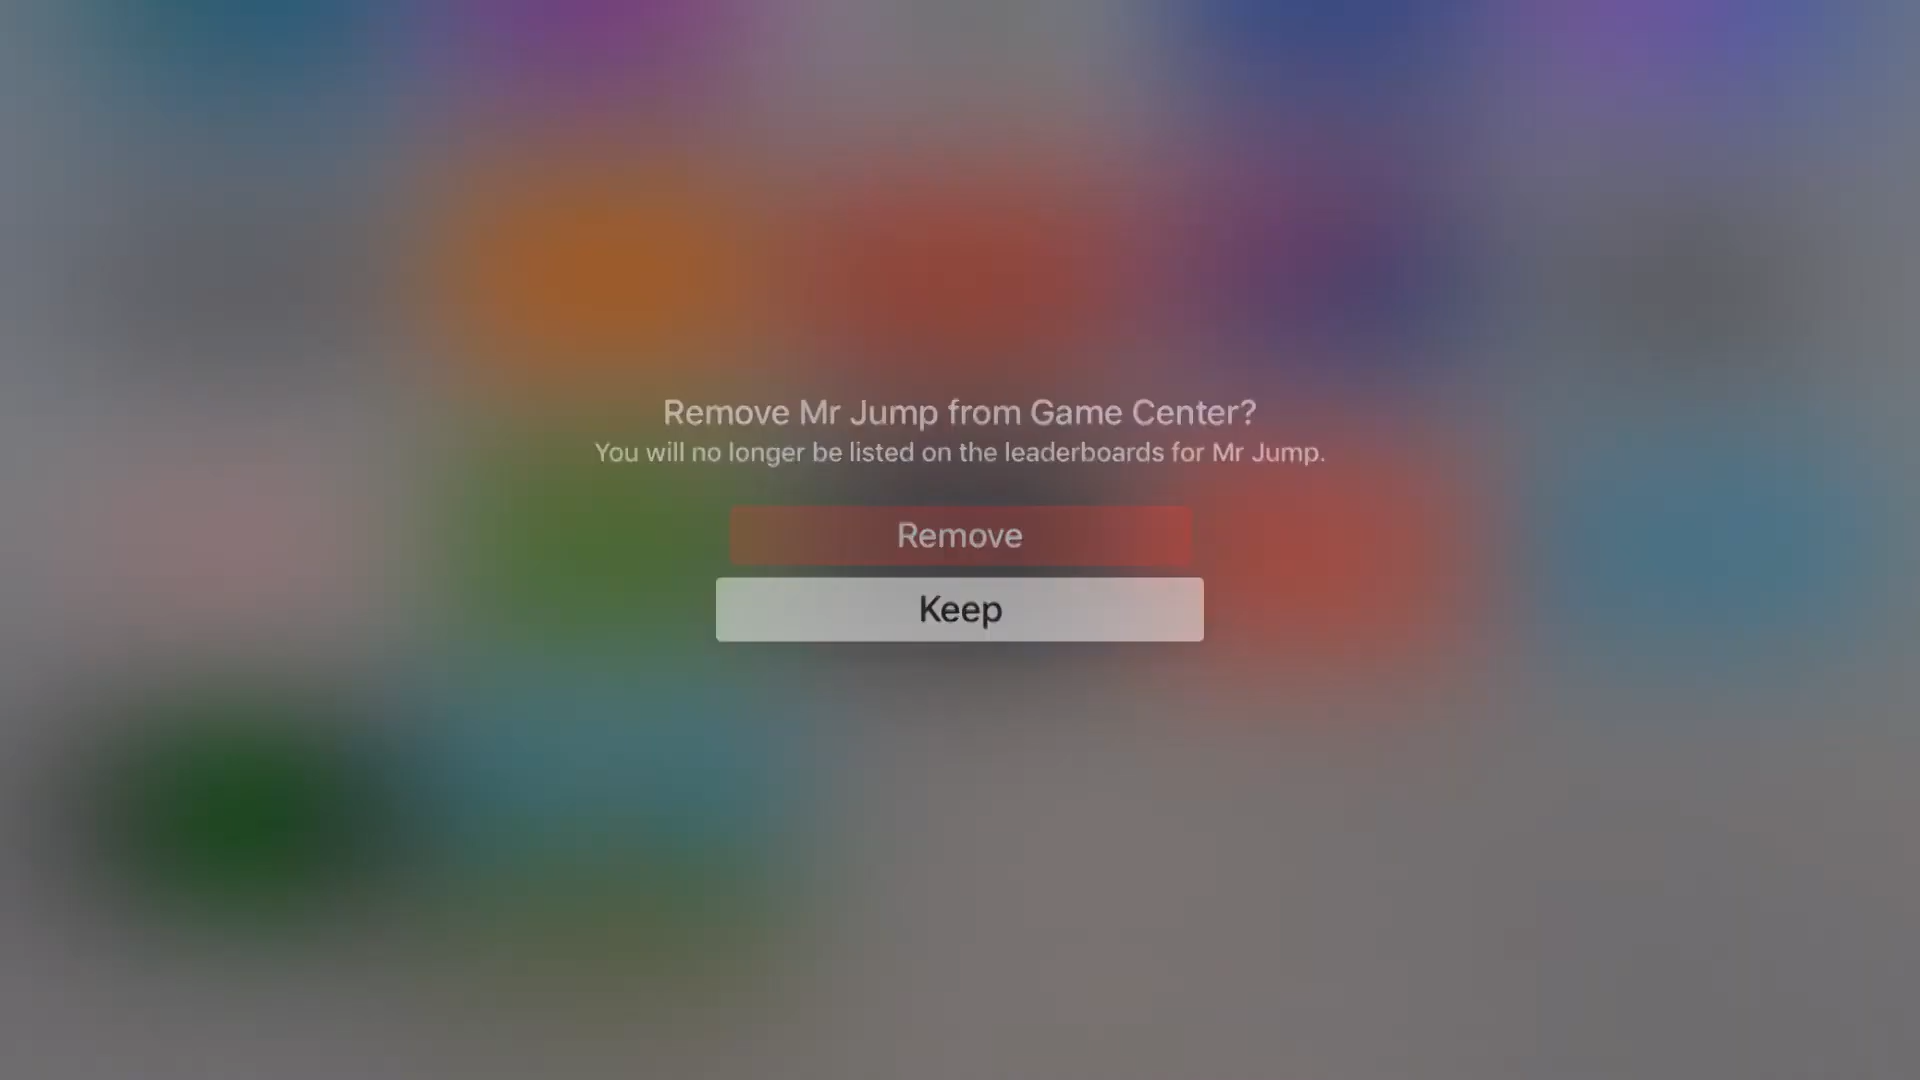 Remove Mr Jump from Game Center?
You will no longer be listed on the leaderboards for Mr Jump.
Remove
Keep